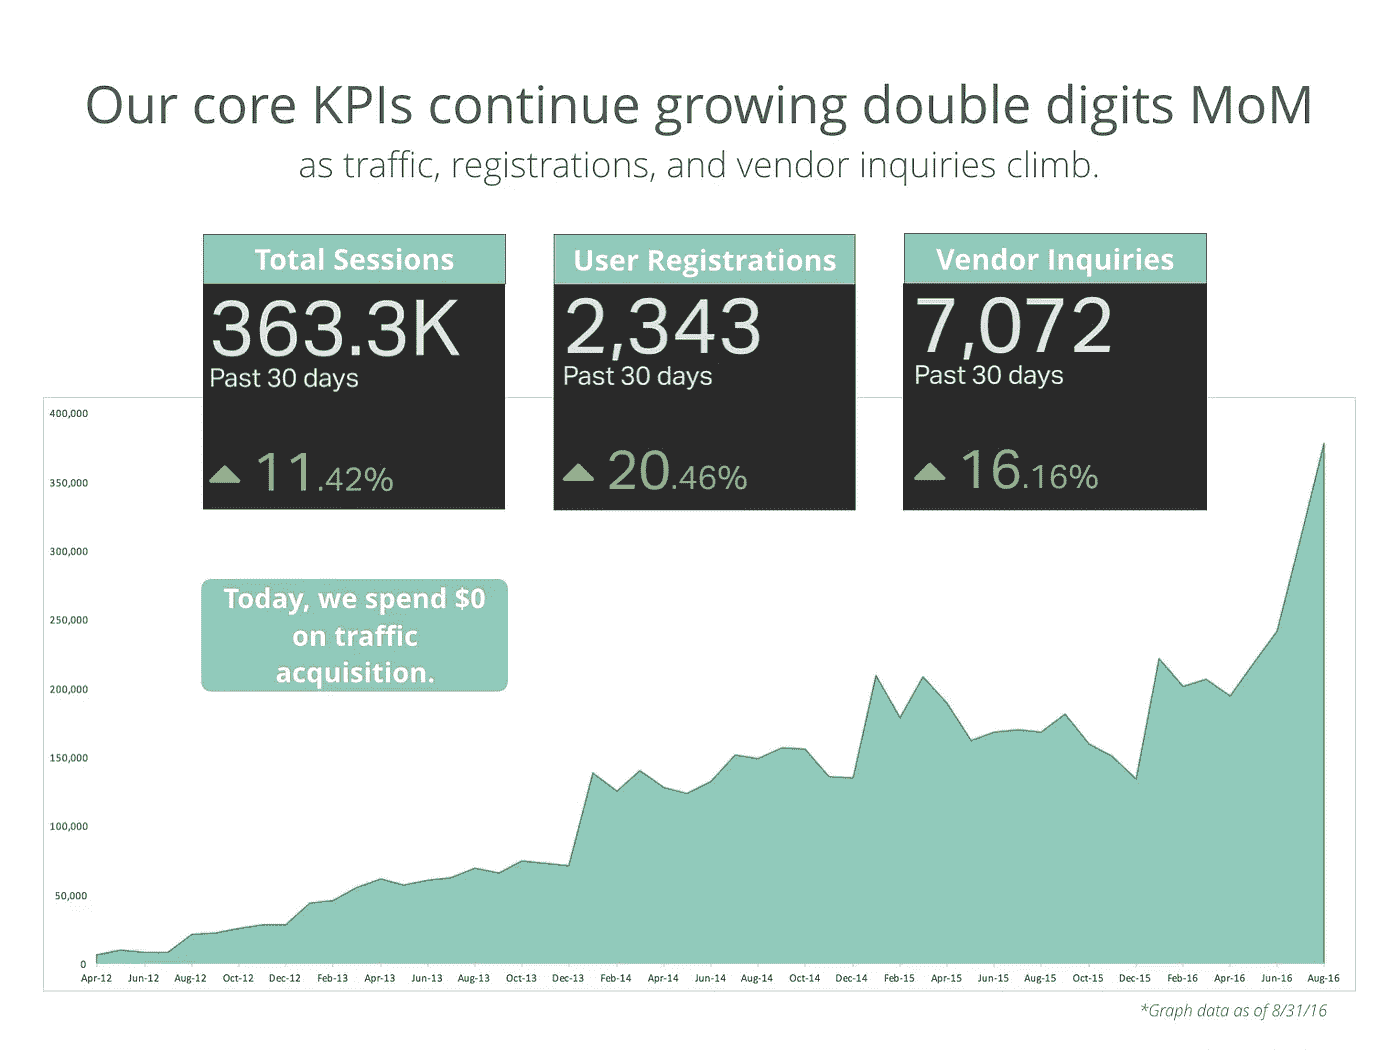 Our core KPIs continue growing double digits MoM
as traffic, registrations, and vendor inquiries climb.
Total Sessions
363.3K
Past 30 days
11.42%
User Registrations
2,343
Past 30 days
20.46%
Vendor Inquiries
7,072
Past 30 days
16.16%
Today, we spend $0
on traffic
acquisition.
400,000
350,000
300,000
250,000
200,000
150,000
100,000
50,000
0
Apr-12 Jun-12 Aug-12 Oct-12 Dec-12 Feb-13 Apr-13 Jun-13 Aug-13 Oct-13 Dec-13 Feb-14 Apr-14 Jun-14 Aug-14 Oct-14 Dec-14 Feb-15 Apr-15 Jun-15 Aug-15 Oct-15 Dec-15 Feb-16 Apr-16 Jun-16 Aug-16
*Graph data as of 8/31/16